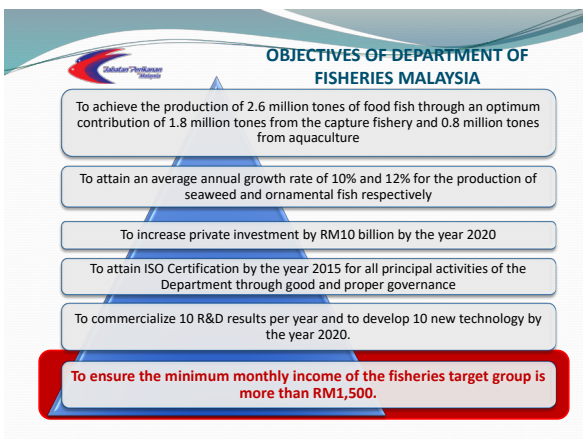 OBJECTIVES OF DEPARTMENT OF
FISHERIES MALAYSIA
Jabatan Perikanan
Malaysia
To achieve the production of 2.6 million tones of food fish through an optimum
contribution of 1.8 million tones from the capture fishery and 0.8 million tones
from aquaculture
To attain an average annual growth rate of 10% and 12% for the production of
seaweed and ornamental fish respectively
To increase private investment by RM10 billion by the year 2020
To attain ISO Certification by the year 2015 for all principal activities of the
Department through good and proper governance
To commercialize 10 R&D results per year and to develop 10 new technology by
the year 2020.
To ensure the minimum monthly income of the fisheries target group is
more than RM1,500.